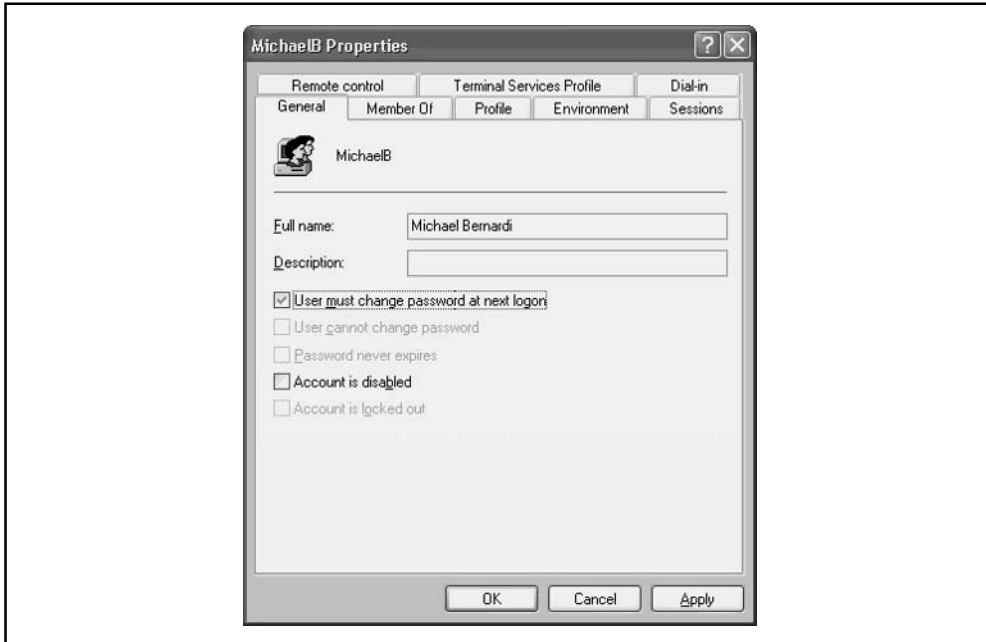 MichaelB Properties
Remote control Terminal Services Profile Dial-in
General Member Of Profile Environment Sessions
MichaelB
Full name: Michael Bernardi
Description:
User must change password at next logon
User cannot change password
Password never expires
Account is disabled
Account is locked out
OK Cancel Apply